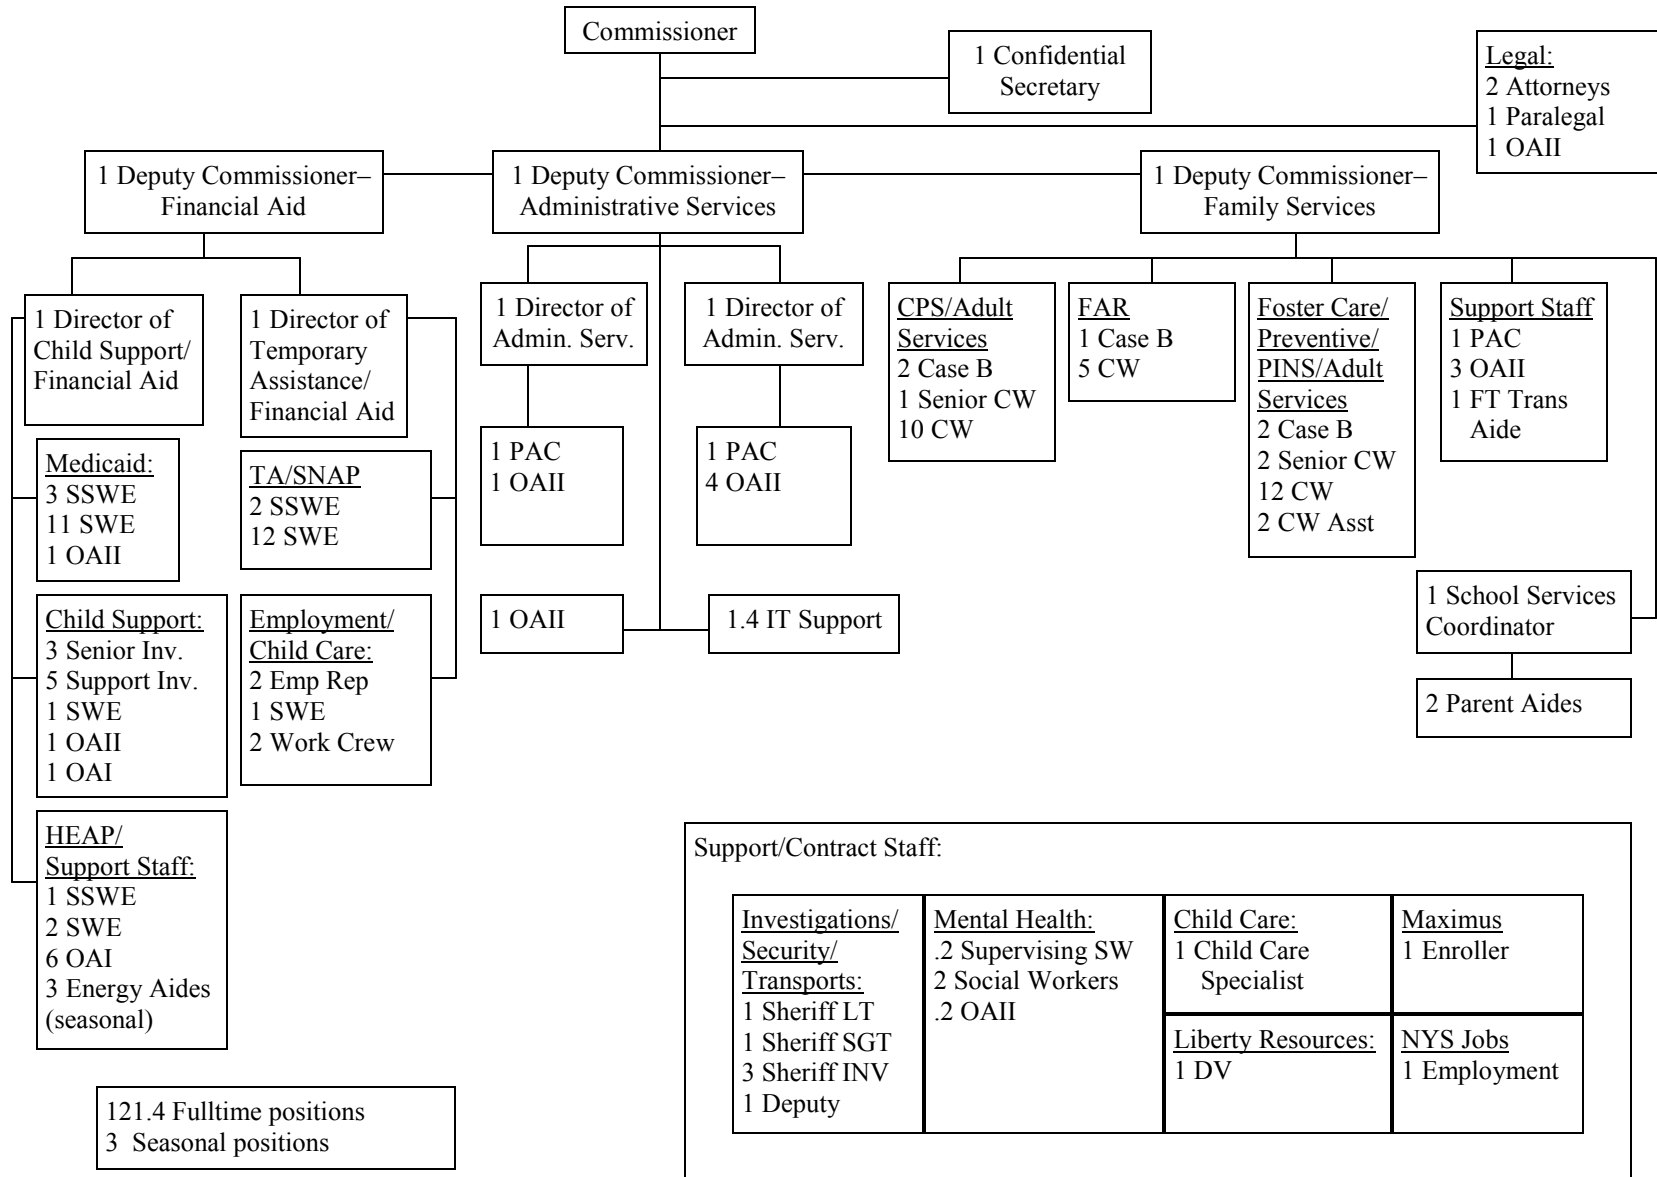 Commissioner
1 Confidential
Secretary
Legal:
2 Attorneys
1 Paralegal
1 OAII
1 Deputy Commissioner–
Financial Aid
1 Deputy Commissioner–
Administrative Services
1 Deputy Commissioner–
Family Services
1 Director of
Child Support/
Financial Aid
1 Director of
Temporary
Assistance/
Financial Aid
1 Director of
Admin. Serv.
1 Director of
Admin. Serv.
CPS/Adult
Services
2 Case B
1 Senior CW
10 CW
FAR
1 Case B
5 CW
Foster Care/
Preventive/
PINS/Adult
Services
2 Case B
2 Senior CW
12 CW
2 CW Asst
Support Staff
1 PAC
3 OAII
1 FT Trans
Aide
Medicaid:
3 SSWE
11 SWE
1 OAII
TA/SNAP
2 SSWE
12 SWE
1 PAC
1 OAII
1 PAC
4 OAII
Child Support:
3 Senior Inv.
5 Support Inv.
1 SWE
1 OAII
1 OAI
Employment/
Child Care:
2 Emp Rep
1 SWE
2 Work Crew
1 OAII
1.4 IT Support
1 School Services
Coordinator
2 Parent Aides
HEAP/
Support Staff:
1 SSWE
2 SWE
6 OAI
3 Energy Aides
(seasonal)
Support/Contract Staff:
Investigations/
Security/
Transports:
1 Sheriff LT
1 Sheriff SGT
3 Sheriff INV
1 Deputy
Mental Health:
.2 Supervising SW
2 Social Workers
.2 OAII
Child Care:
1 Child Care
Specialist
Maximus
1 Enroller
Liberty Resources:
1 DV
NYS Jobs
1 Employment
121.4 Fulltime positions
3  Seasonal positions